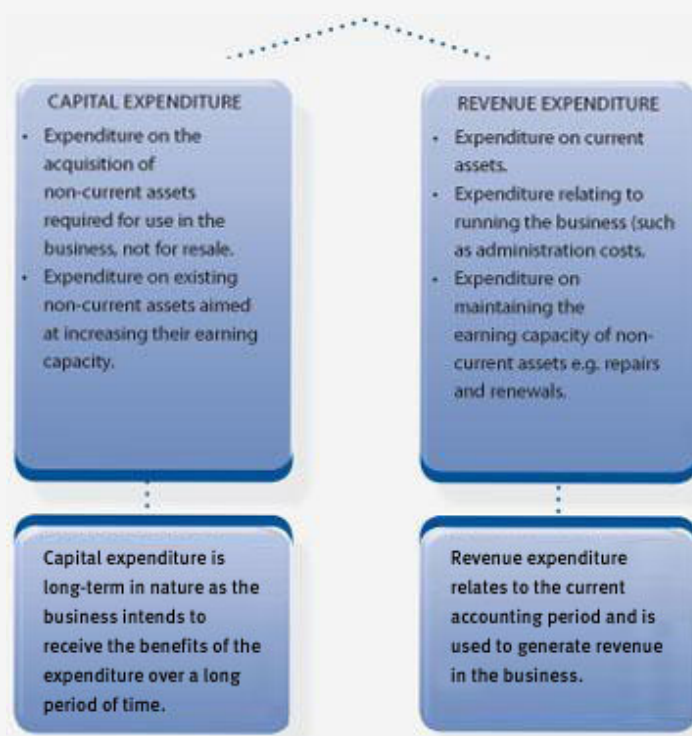 CAPITAL EXPENDITURE
• Expenditure on the
acquisition of
non-current assets
required for use in the
business, not for resale.
• Expenditure on existing
non-current assets aimed
at increasing their earning
capacity.
Capital expenditure is
long-term in nature as the
business intends to
receive the benefits of the
expenditure over a long
period of time.
REVENUE EXPENDITURE
• Expenditure on current
assets.
• Expenditure relating to
running the business (such
as administration costs.
• Expenditure on
maintaining the
earning capacity of non-
current assets e.g. repairs
and renewals.
Revenue expenditure
relates to the current
accounting period and is
used to generate revenue
in the business.